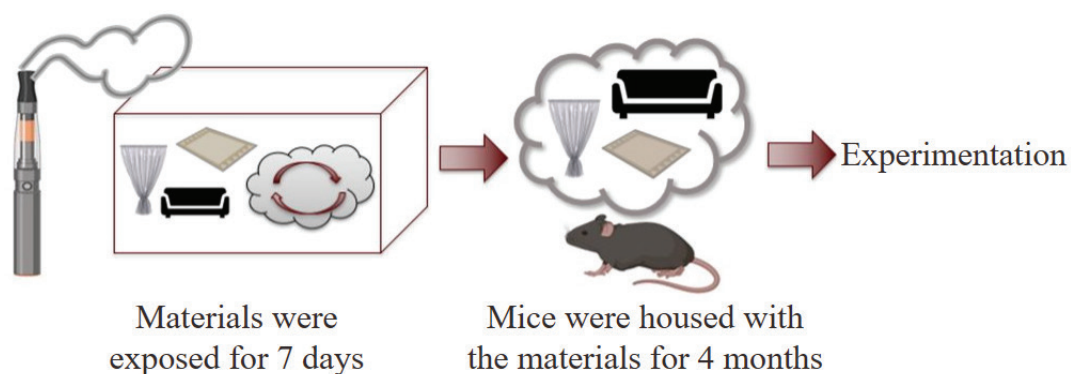 Experimentation
Materials were
exposed for 7 days
Mice were housed with
the materials for 4 months